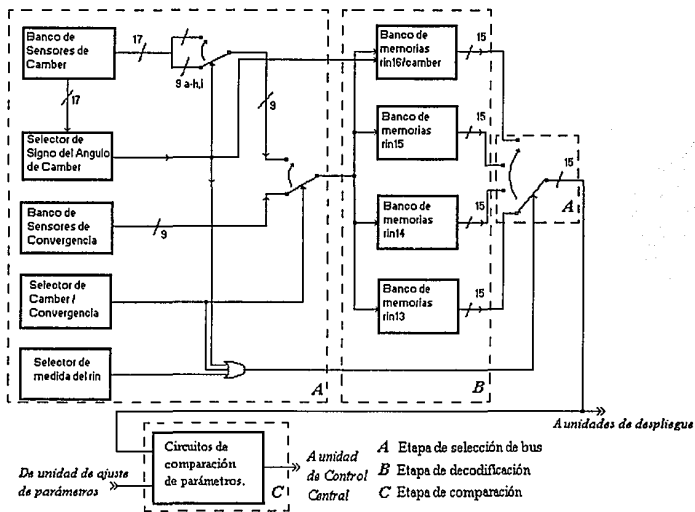 Banco de
Sensores de
Camber
17
9 a-h,i
17
9
Selector de
Signo del Angulo
de Camber
Banco de
Sensores de
Convergencia
9
Selector de
Camber /
Convergencia
Selector de
medida del rin
A
Banco de
memorias
rin16/camber
15
Banco de
memorias
rin15
15
Banco de
memorias
rin14
15
Banco de
memorias
rin13
15
B
15
A
A unidades de despliegue
Circuitos de
comparación
de parámetros.
C
De unidad de ajuste
de parámetros
A unidad
de Control
Central
A Etapa de selección de bus
B Etapa de decodificación
C Etapa de comparación